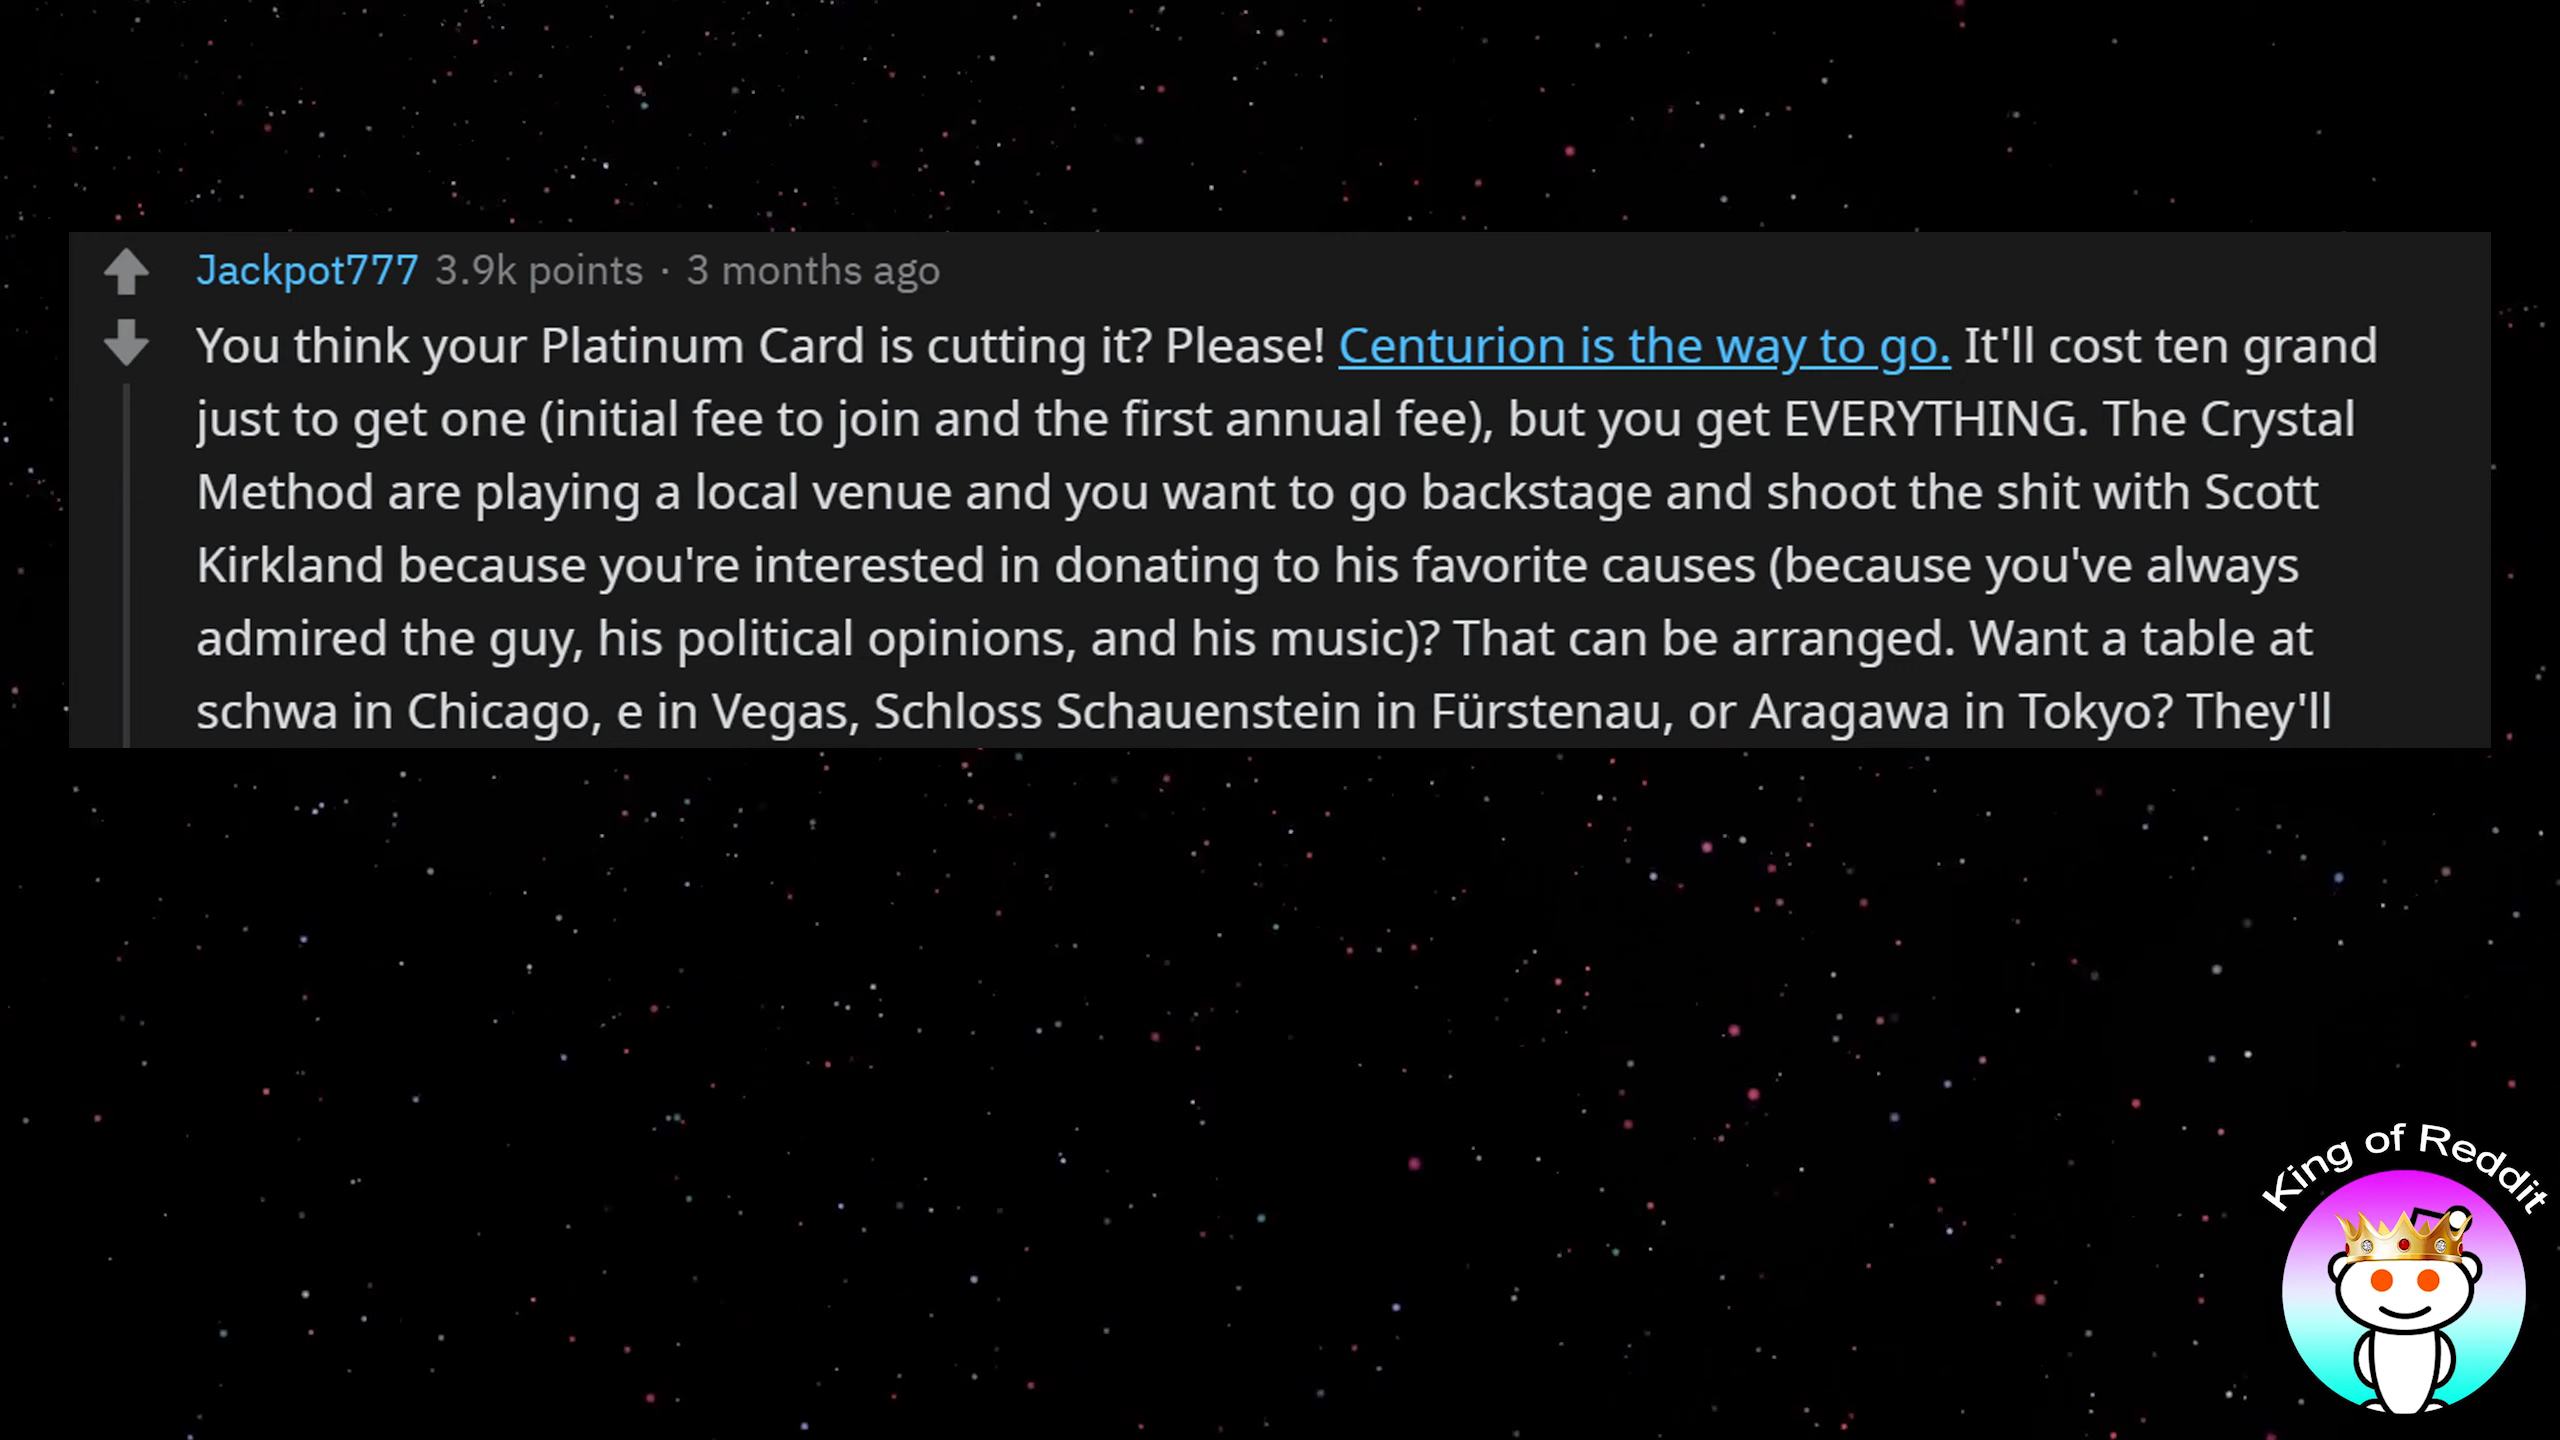 Jackpot777 3.9k points · 3 months ago
You think your Platinum Card is cutting it? Please! Centurion is the way to go. It'll cost ten grand
just to get one (initial fee to join and the first annual fee), but you get EVERYTHING. The Crystal
Method are playing a local venue and you want to go backstage and shoot the shit with Scott
Kirkland because you're interested in donating to his favorite causes (because you've always
admired the guy, his political opinions, and his music)? That can be arranged. Want a table at
schwa in Chicago, e in Vegas, Schloss Schauenstein in Fürstenau, or Aragawa in Tokyo? They'll
King of Reddit